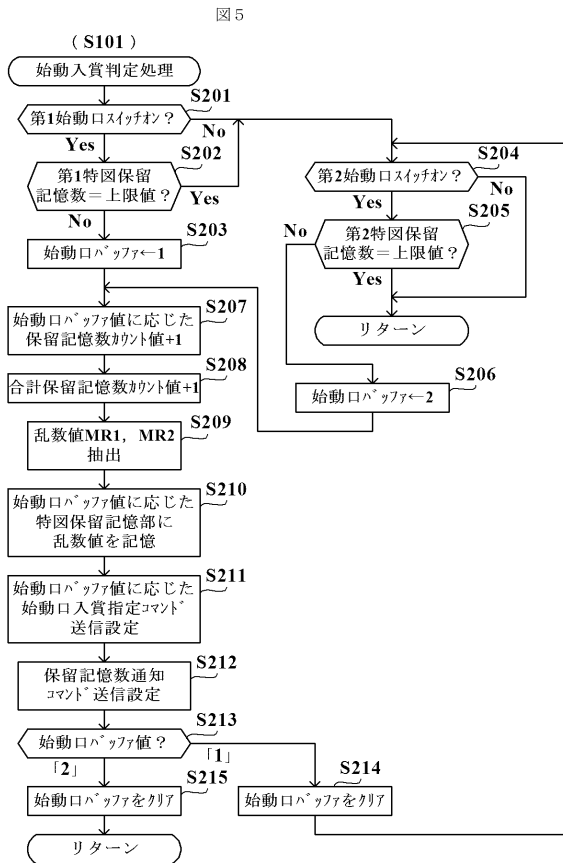 図５
( S101 )
始動入賞判定処理
S201
第1始動口ｽｲｯﾁオン？
Yes
No
S202
第1特図保留
記憶数＝上限値？
Yes
No
S203
始動口ﾊﾞｯﾌｧ←1
S204
第2始動口ｽｲｯﾁオン？
Yes
No
S205
No
第2特図保留
記憶数＝上限値？
Yes
リターン
S206
始動口ﾊﾞｯﾌｧ←2
S207
始動口ﾊﾞｯﾌｧ値に応じた
保留記憶数ｶｳﾝﾄ値+1
S208
合計保留記憶数ｶｳﾝﾄ値+1
S209
乱数値MR1，MR2
抽出
S210
始動口ﾊﾞｯﾌｧ値に応じた
特図保留記憶部に
乱数値を記憶
S211
始動口ﾊﾞｯﾌｧ値に応じた
始動口入賞指定ｺﾏﾝﾄﾞ
送信設定
S212
保留記憶数通知
ｺﾏﾝﾄﾞ送信設定
S213
始動口ﾊﾞｯﾌｧ値？
「2」
「1」
S215
始動口ﾊﾞｯﾌｧをクリア
S214
始動口ﾊﾞｯﾌｧをクリア
リターン